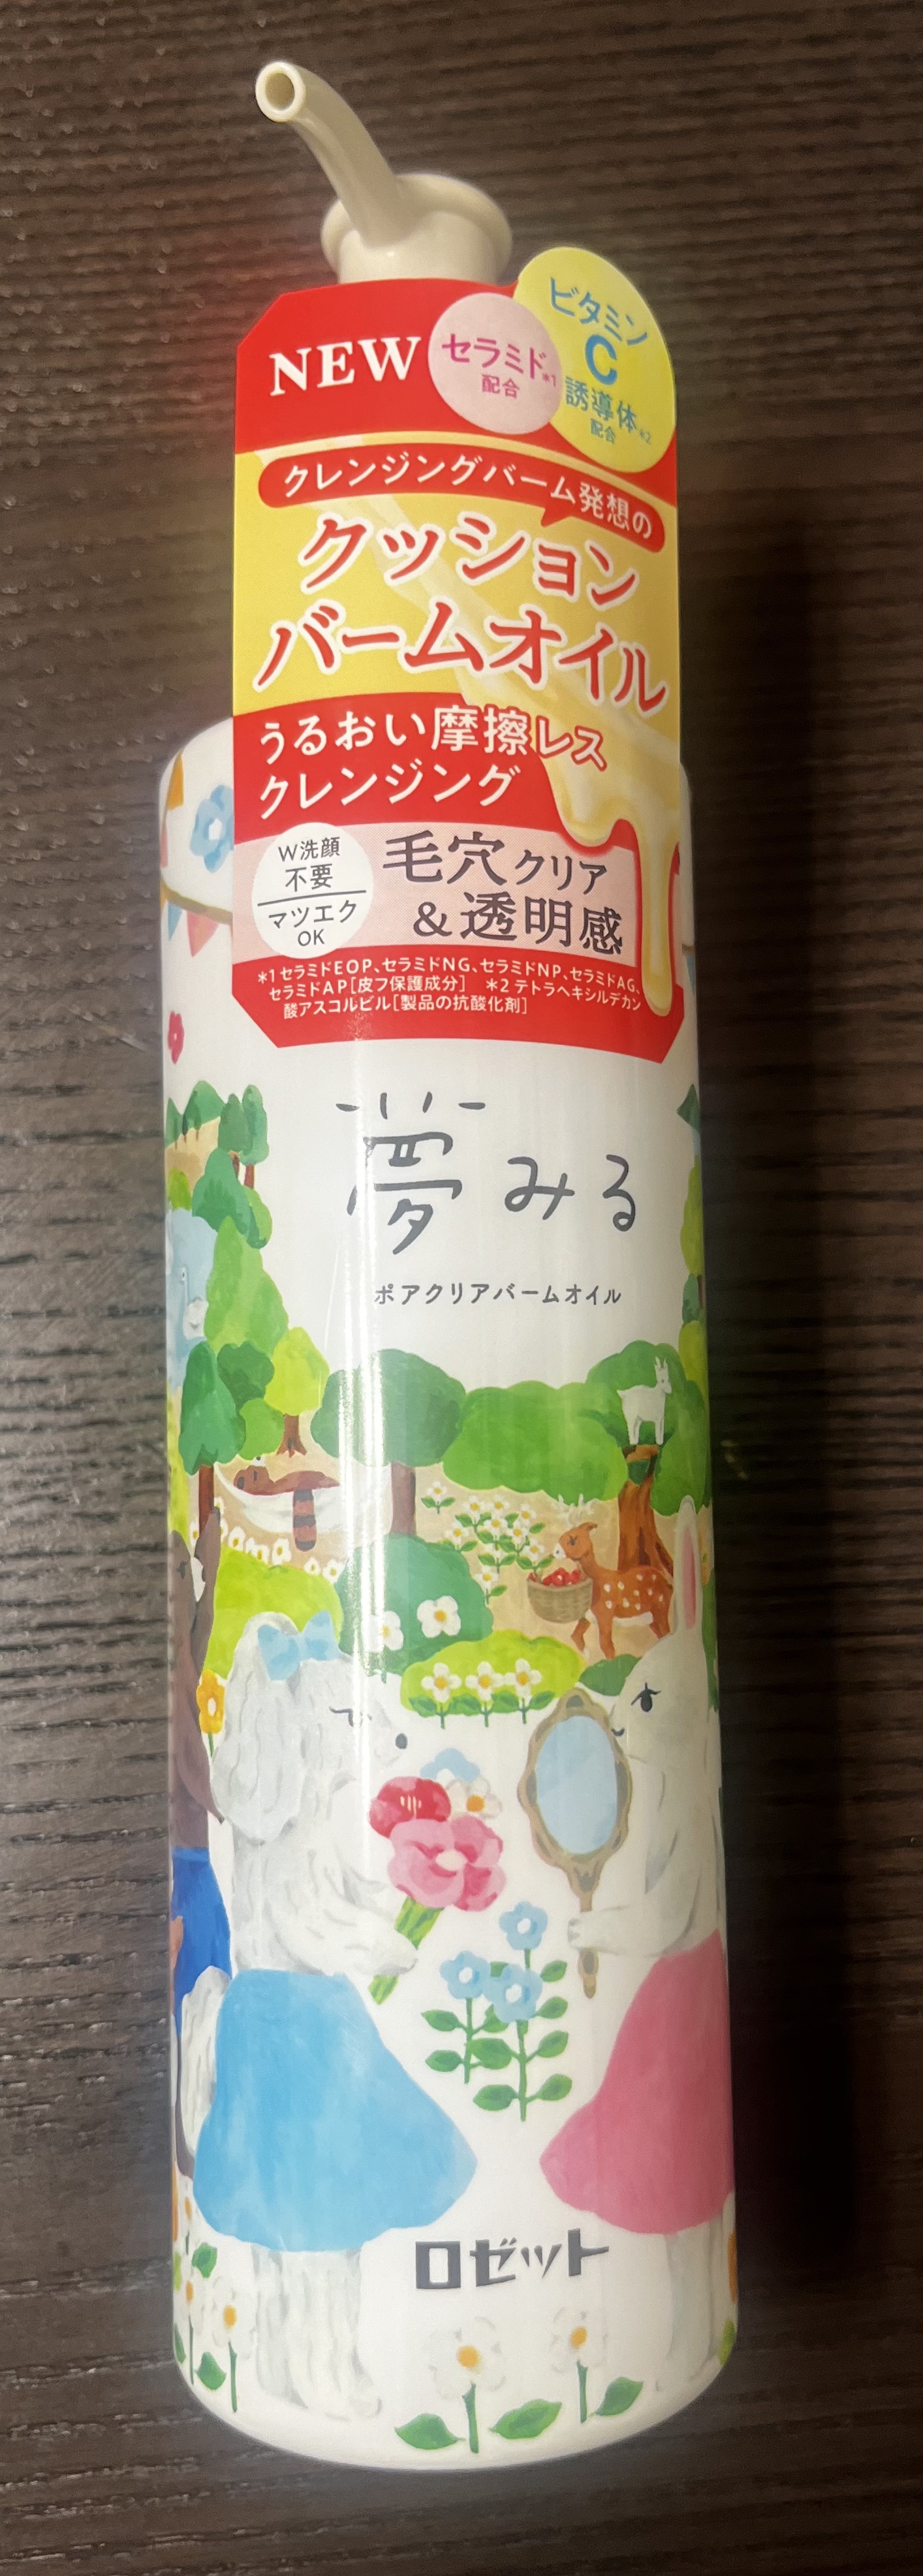 NEW
セラミド※1
配合
ビタミン
C
誘導体※2
配合
クレンジングバーム発想の
クッション
バームオイル
うるおい摩擦レス
クレンジング
W洗顔
不要
マツエク
OK
毛穴クリア
&透明感
*1 セラミドEOP、セラミドNG、セラミドNP、セラミドAG、
セラミドAP[皮フ保護成分] *2 テトラヘキシルデカン
酸アスコルビル[製品の抗酸化剤]
夢みる
ポアクリアバームオイル
ロゼット